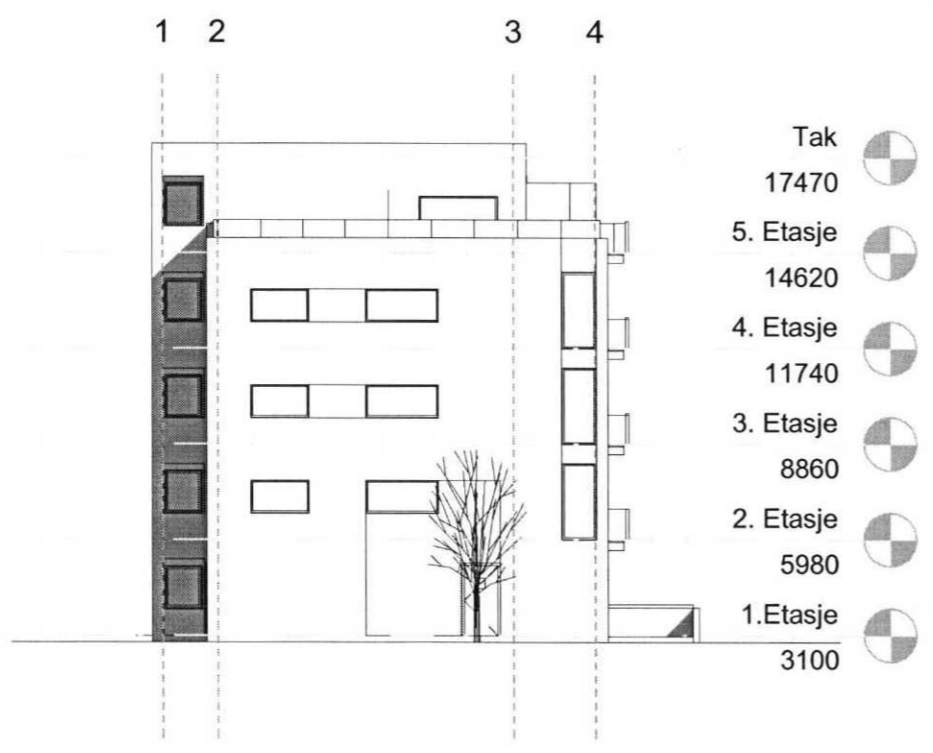 1 2 3 4
Tak
17470
5. Etasje
14620
4. Etasje
11740
3. Etasje
8860
2. Etasje
5980
1.Etasje
3100